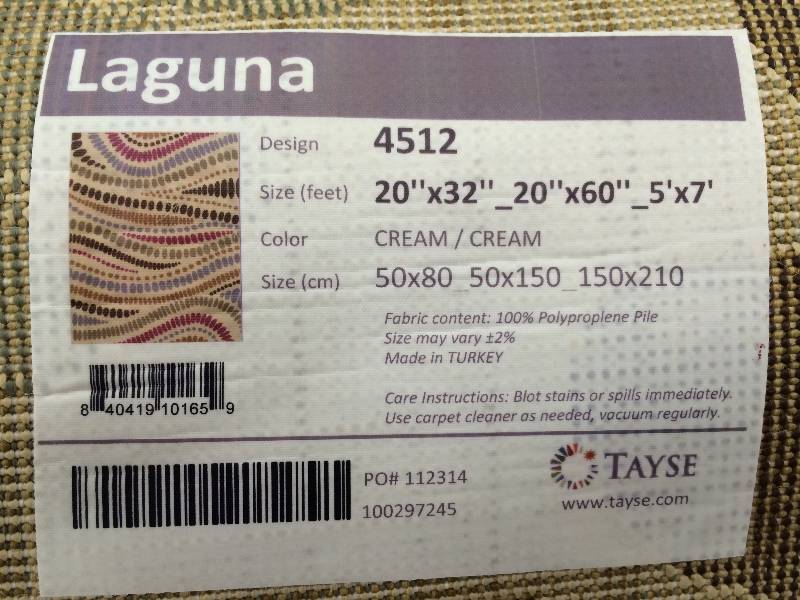 Laguna
Design 4512
Size (feet) 20''x32''_20''x60''_5'x7'
Color CREAM / CREAM
Size (cm) 50x80_50x150_150x210
Fabric content: 100% Polyproplene Pile
Size may vary ±2%
Made in TURKEY
Care Instructions: Blot stains or spills immediately.
Use carpet cleaner as needed, vacuum regularly.
8 40419 10165 9
PO# 112314
100297245
TAYSE
www.tayse.com